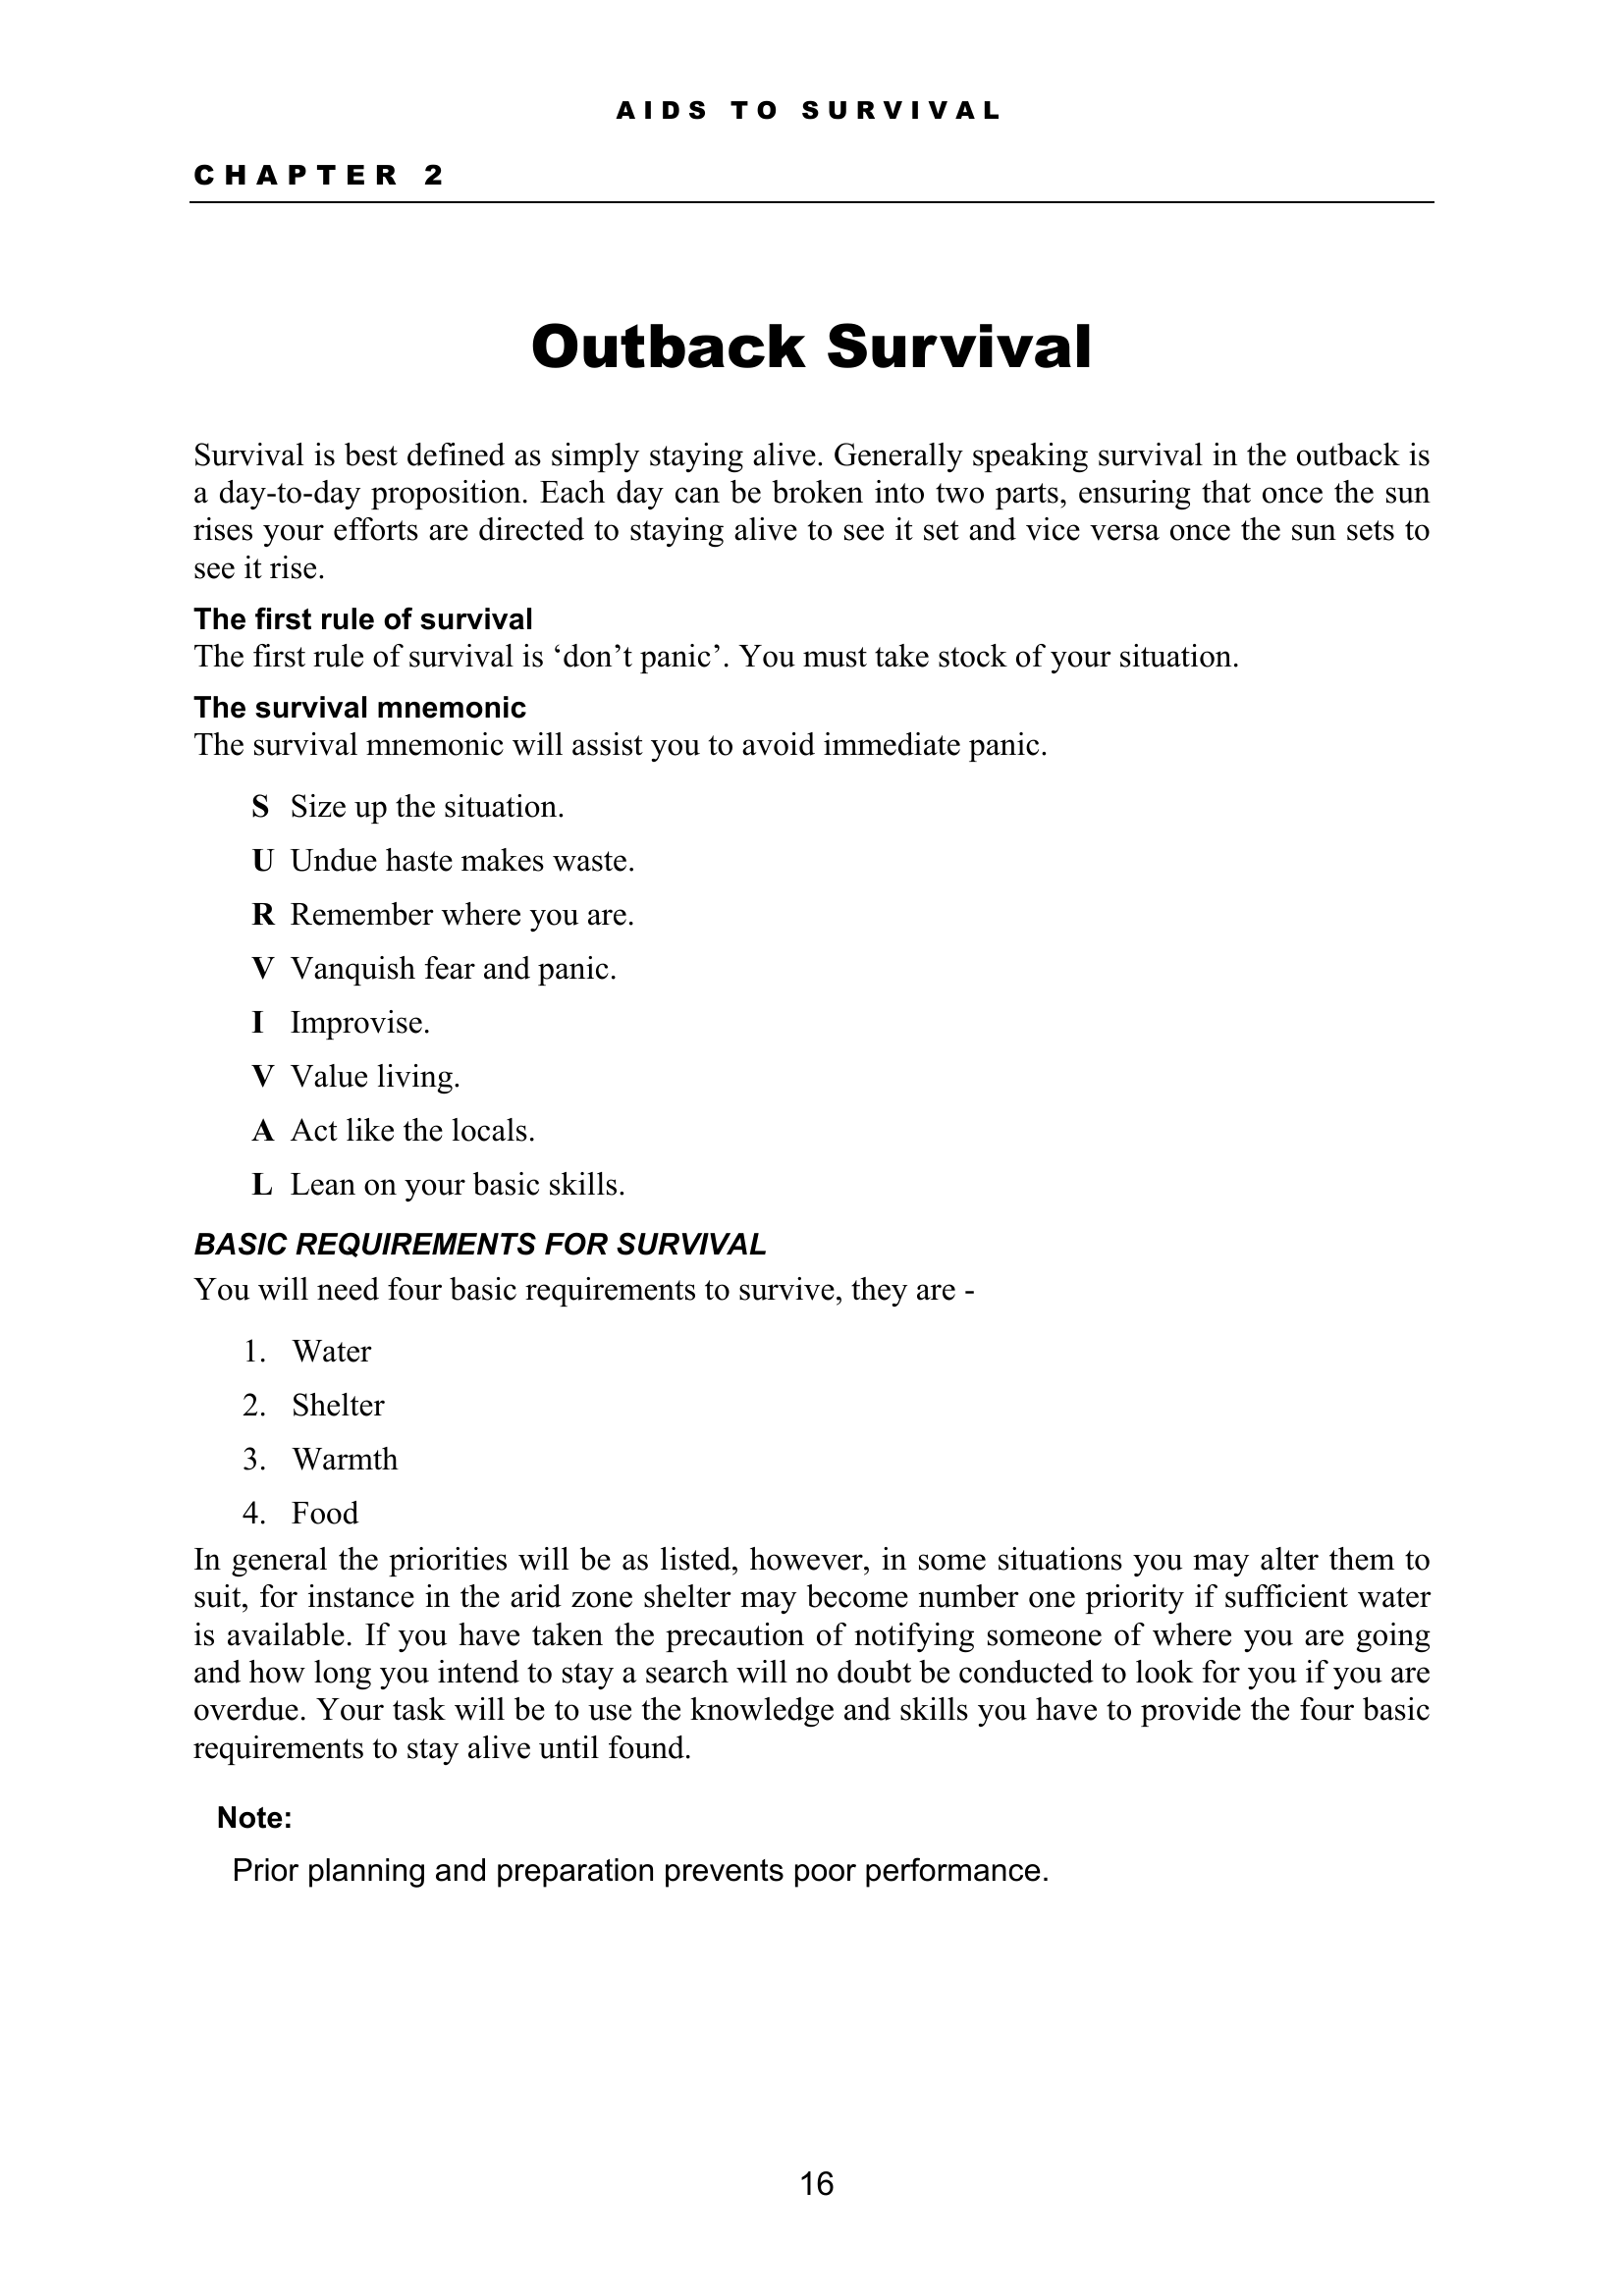 AIDS TO SURVIVAL
CHAPTER 2
Outback Survival
Survival is best defined as simply staying alive. Generally speaking survival in the outback is
a day-to-day proposition. Each day can be broken into two parts, ensuring that once the sun
rises your efforts are directed to staying alive to see it set and vice versa once the sun sets to
see it rise.
The first rule of survival
The first rule of survival is ‘don’t panic’. You must take stock of your situation.
The survival mnemonic
The survival mnemonic will assist you to avoid immediate panic.
S Size up the situation.
U Undue haste makes waste.
R Remember where you are.
V Vanquish fear and panic.
I Improvise.
V Value living.
A Act like the locals.
L Lean on your basic skills.
BASIC REQUIREMENTS FOR SURVIVAL
You will need four basic requirements to survive, they are -
1. Water
2. Shelter
3. Warmth
4. Food
In general the priorities will be as listed, however, in some situations you may alter them to
suit, for instance in the arid zone shelter may become number one priority if sufficient water
is available. If you have taken the precaution of notifying someone of where you are going
and how long you intend to stay a search will no doubt be conducted to look for you if you are
overdue. Your task will be to use the knowledge and skills you have to provide the four basic
requirements to stay alive until found.
Note:
Prior planning and preparation prevents poor performance.
16